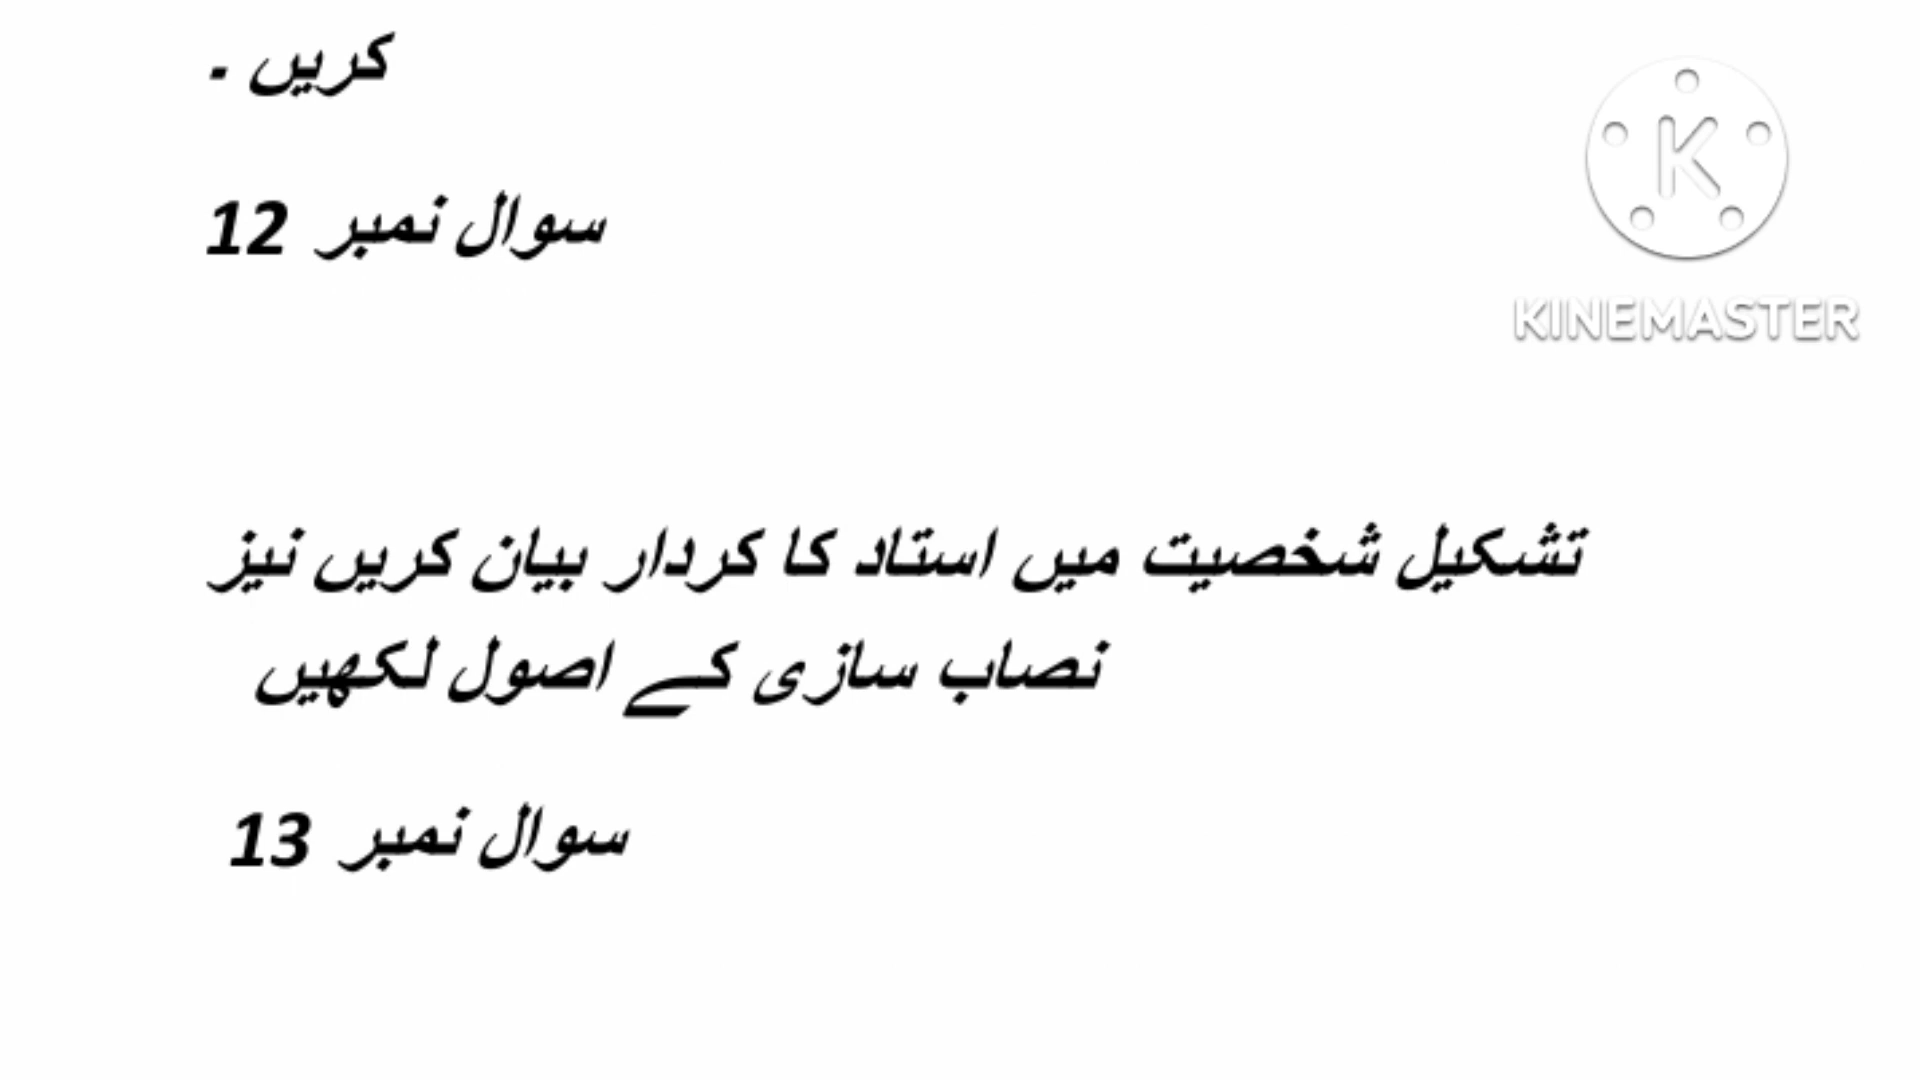 کریں ۔
سوال نمبر 12
KINEMASTER
تشکیل شخصیت میں استاد کا کردار بیان کریں نیز
نصاب سازی کے اصول لکھیں
سوال نمبر 13